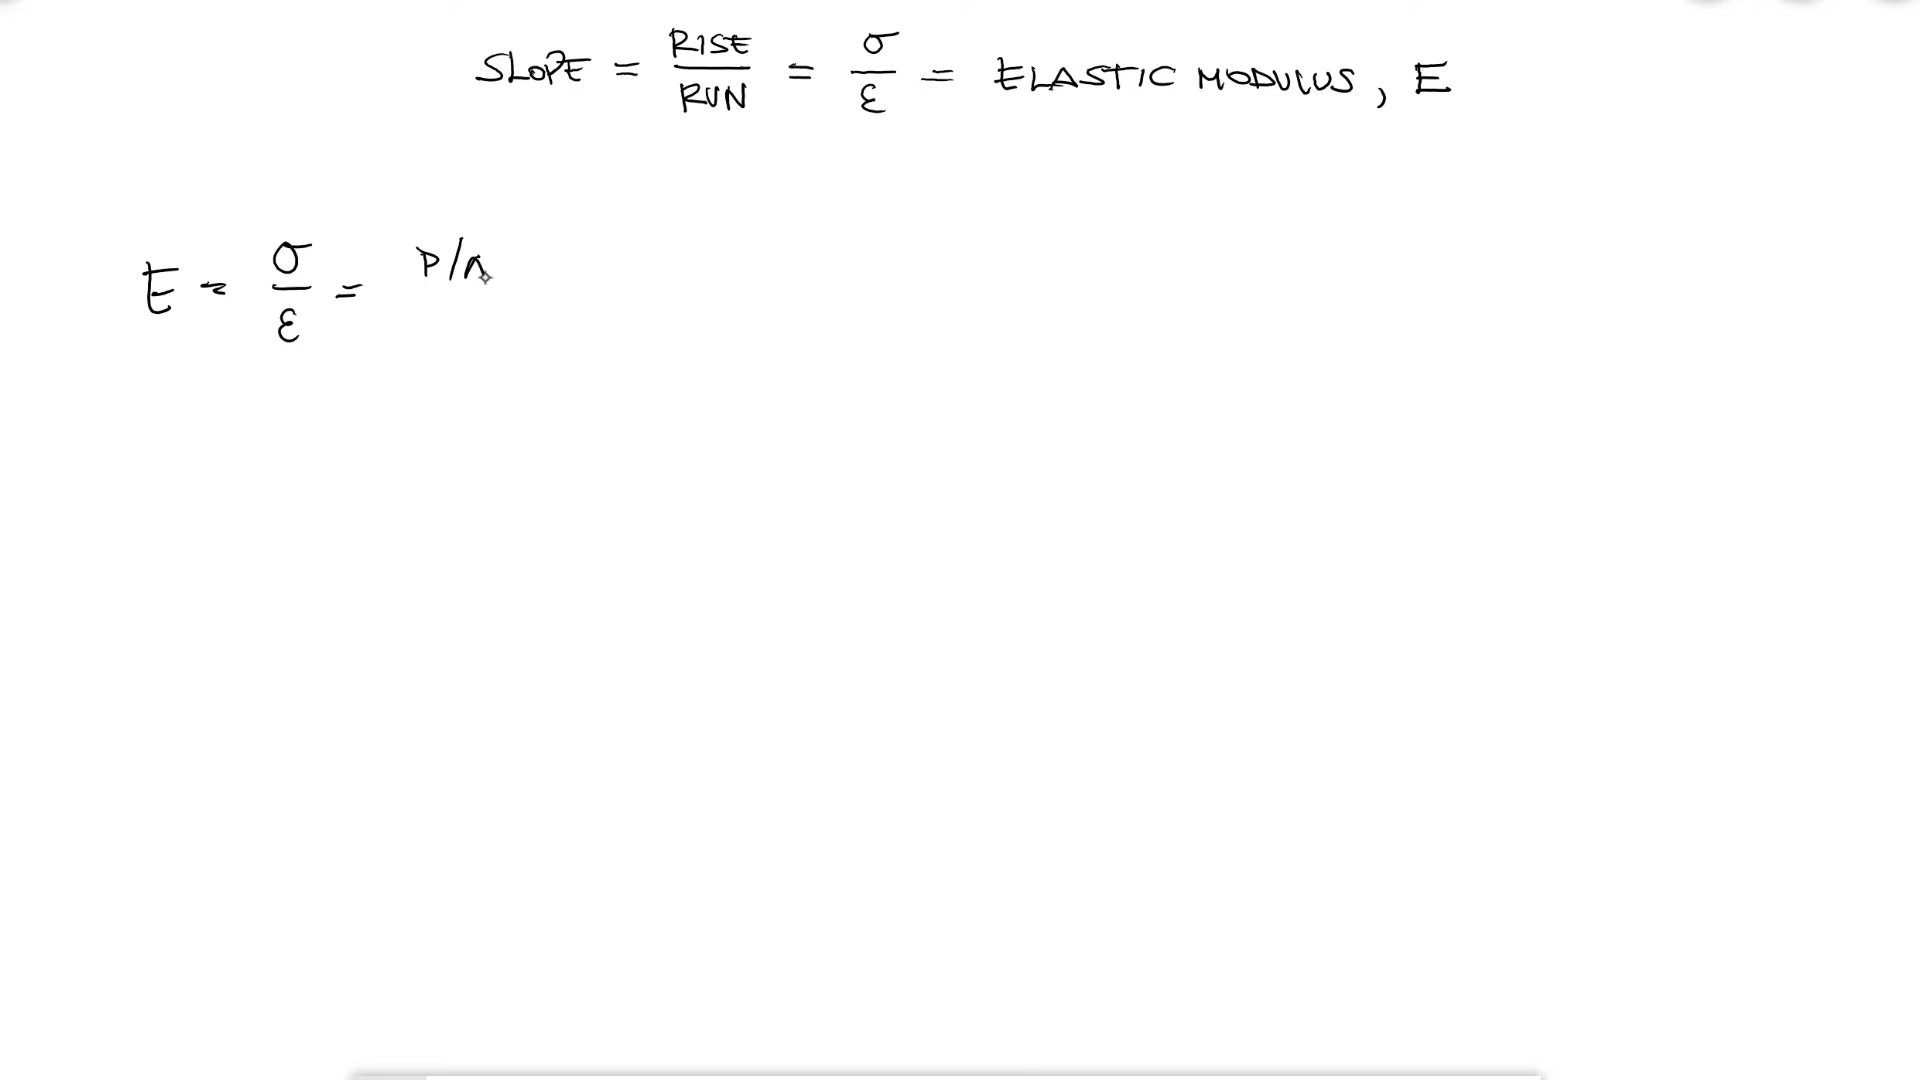 SLOPE = RISE/RUN = σ/ε = ELASTIC MODULUS, E
E = σ/ε = P/